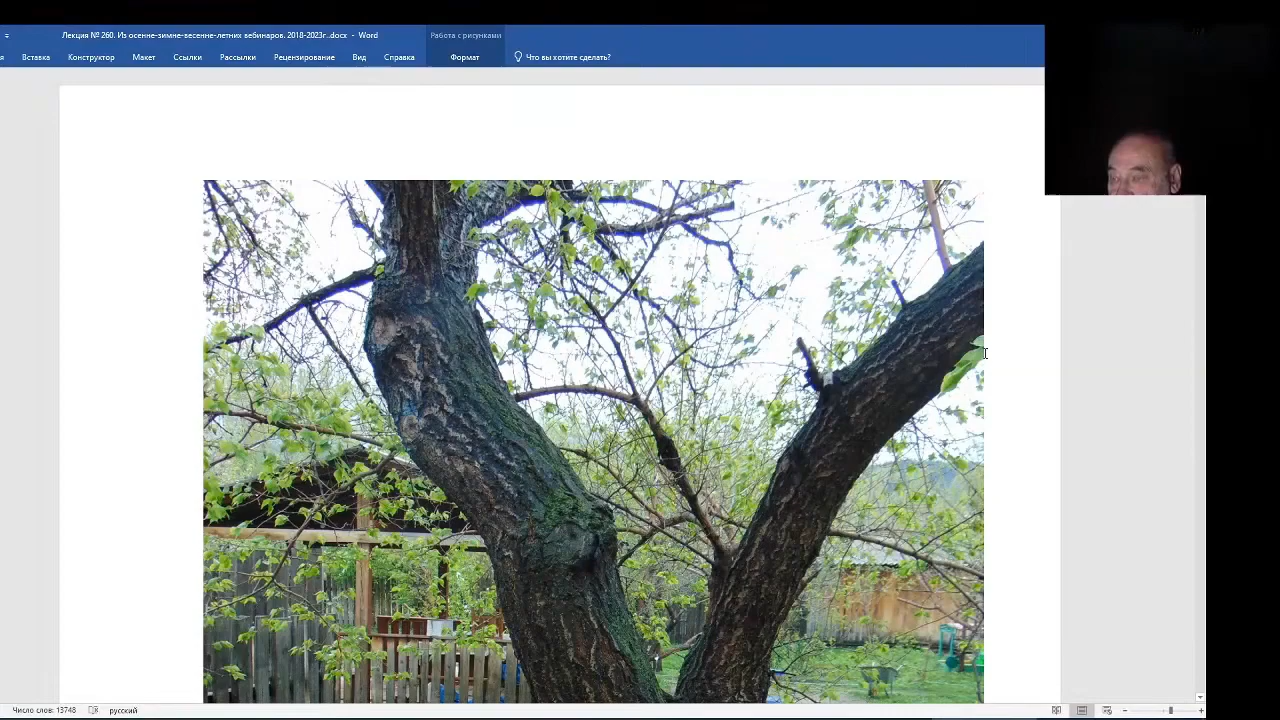 Лекция № 260. Из осенне-зимне-весенне-летних вебинаров. 2018-2023г..docx - Word
Работа с рисунками
Вставка Конструктор Макет Ссылки Рассылки Рецензирование Вид Справка Формат Что вы хотите сделать?
Число слов: 13748 русский